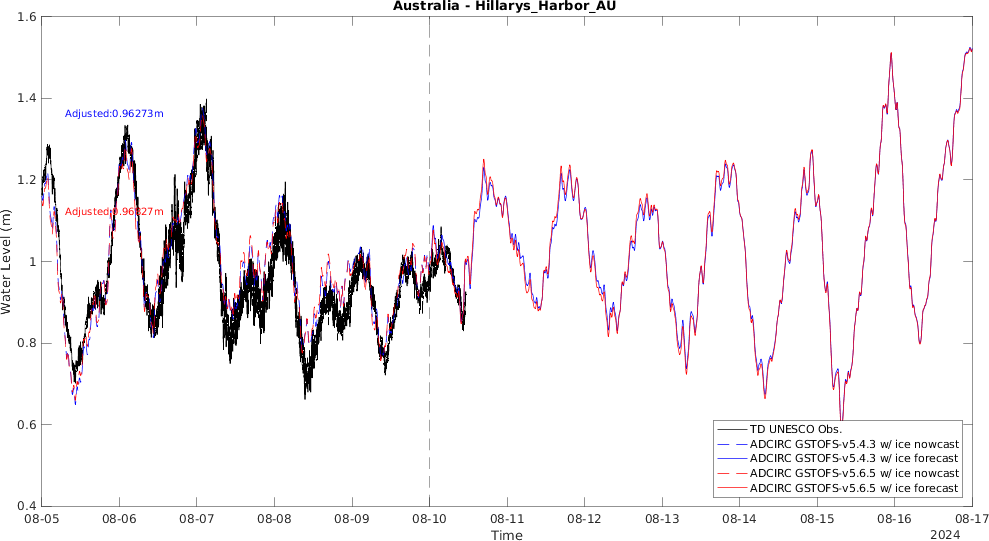 Australia - Hillarys_Harbor_AU
1.6
1.4
1.2
1
0.8
0.6
0.4
Water Level (m)
Adjusted:0.96273m
Adjusted:0.96827m
TD UNESCO Obs.
ADCIRC GSTOFS-v5.4.3 w/ ice nowcast
ADCIRC GSTOFS-v5.4.3 w/ ice forecast
ADCIRC GSTOFS-v5.6.5 w/ ice nowcast
ADCIRC GSTOFS-v5.6.5 w/ ice forecast
08-05 08-06 08-07 08-08 08-09 08-10 08-11 08-12 08-13 08-14 08-15 08-16 08-17
Time
2024